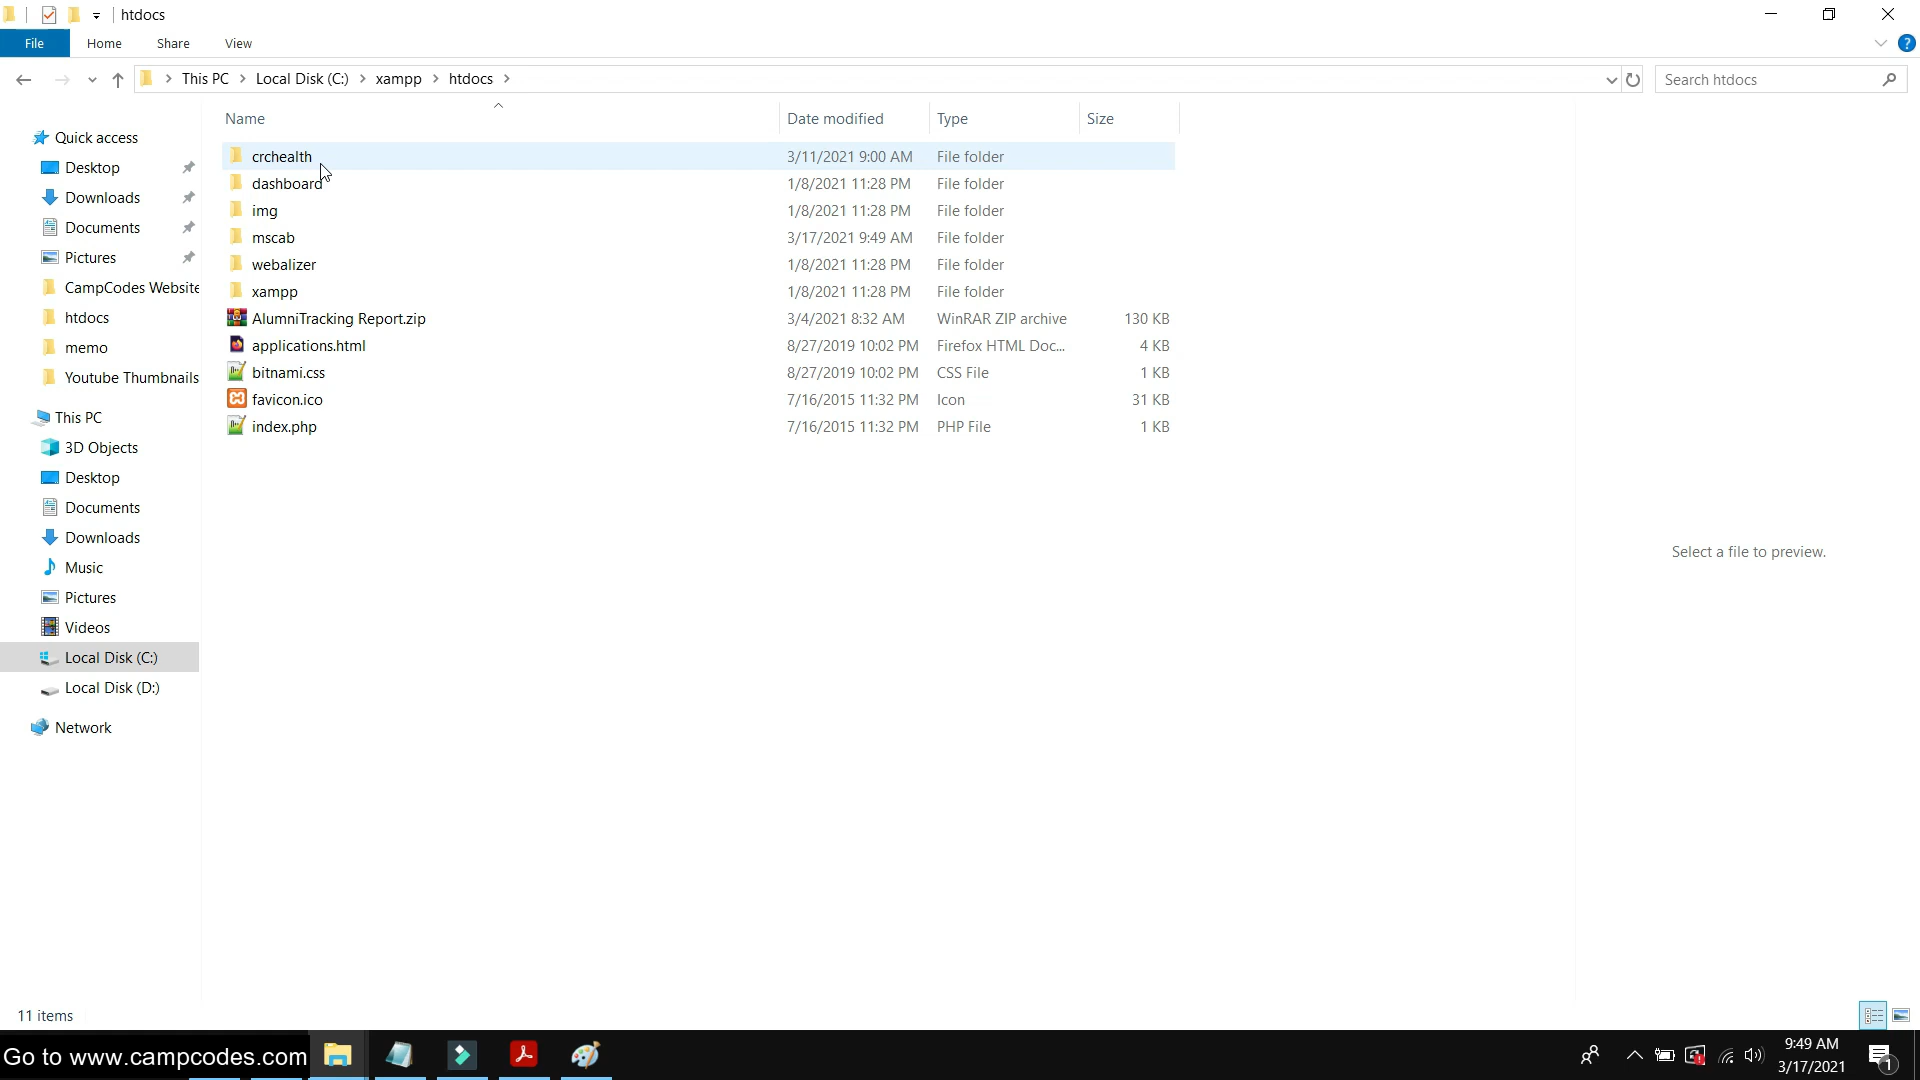 htdocs
File Home Share View
This PC Local Disk (C:) xampp htdocs
Search htdocs
Name Date modified Type Size
Quick access
Desktop
Downloads
Documents
Pictures
CampCodes Website
htdocs
memo
Youtube Thumbnails
This PC
3D Objects
Desktop
Documents
Downloads
Music
Pictures
Videos
Local Disk (C:)
Local Disk (D:)
Network
crchealth 3/11/2021 9:00 AM File folder
dashboard 1/8/2021 11:28 PM File folder
img 1/8/2021 11:28 PM File folder
mscab 3/17/2021 9:49 AM File folder
webalizer 1/8/2021 11:28 PM File folder
xampp 1/8/2021 11:28 PM File folder
AlumniTracking Report.zip 3/4/2021 8:32 AM WinRAR ZIP archive 130 KB
applications.html 8/27/2019 10:02 PM Firefox HTML Doc... 4 KB
bitnami.css 8/27/2019 10:02 PM CSS File 1 KB
favicon.ico 7/16/2015 11:32 PM Icon 31 KB
index.php 7/16/2015 11:32 PM PHP File 1 KB
Select a file to preview.
11 items
Go to www.campcodes.com
9:49 AM
3/17/2021
1